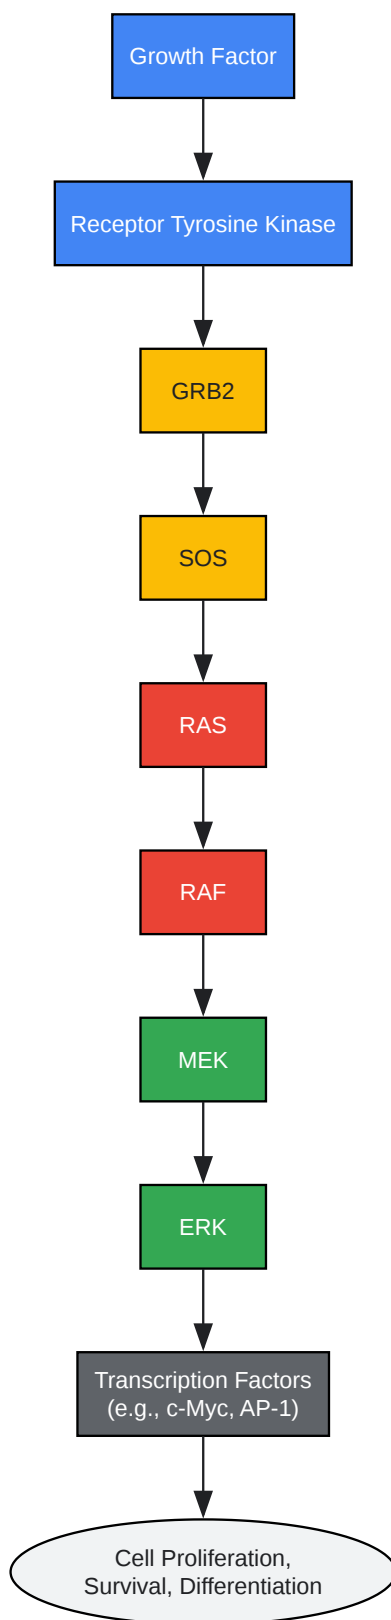 Growth Factor
Receptor Tyrosine Kinase
GRB2
SOS
RAS
RAF
MEK
ERK
Transcription Factors
(e.g., c-Myc, AP-1)
Cell Proliferation,
Survival, Differentiation